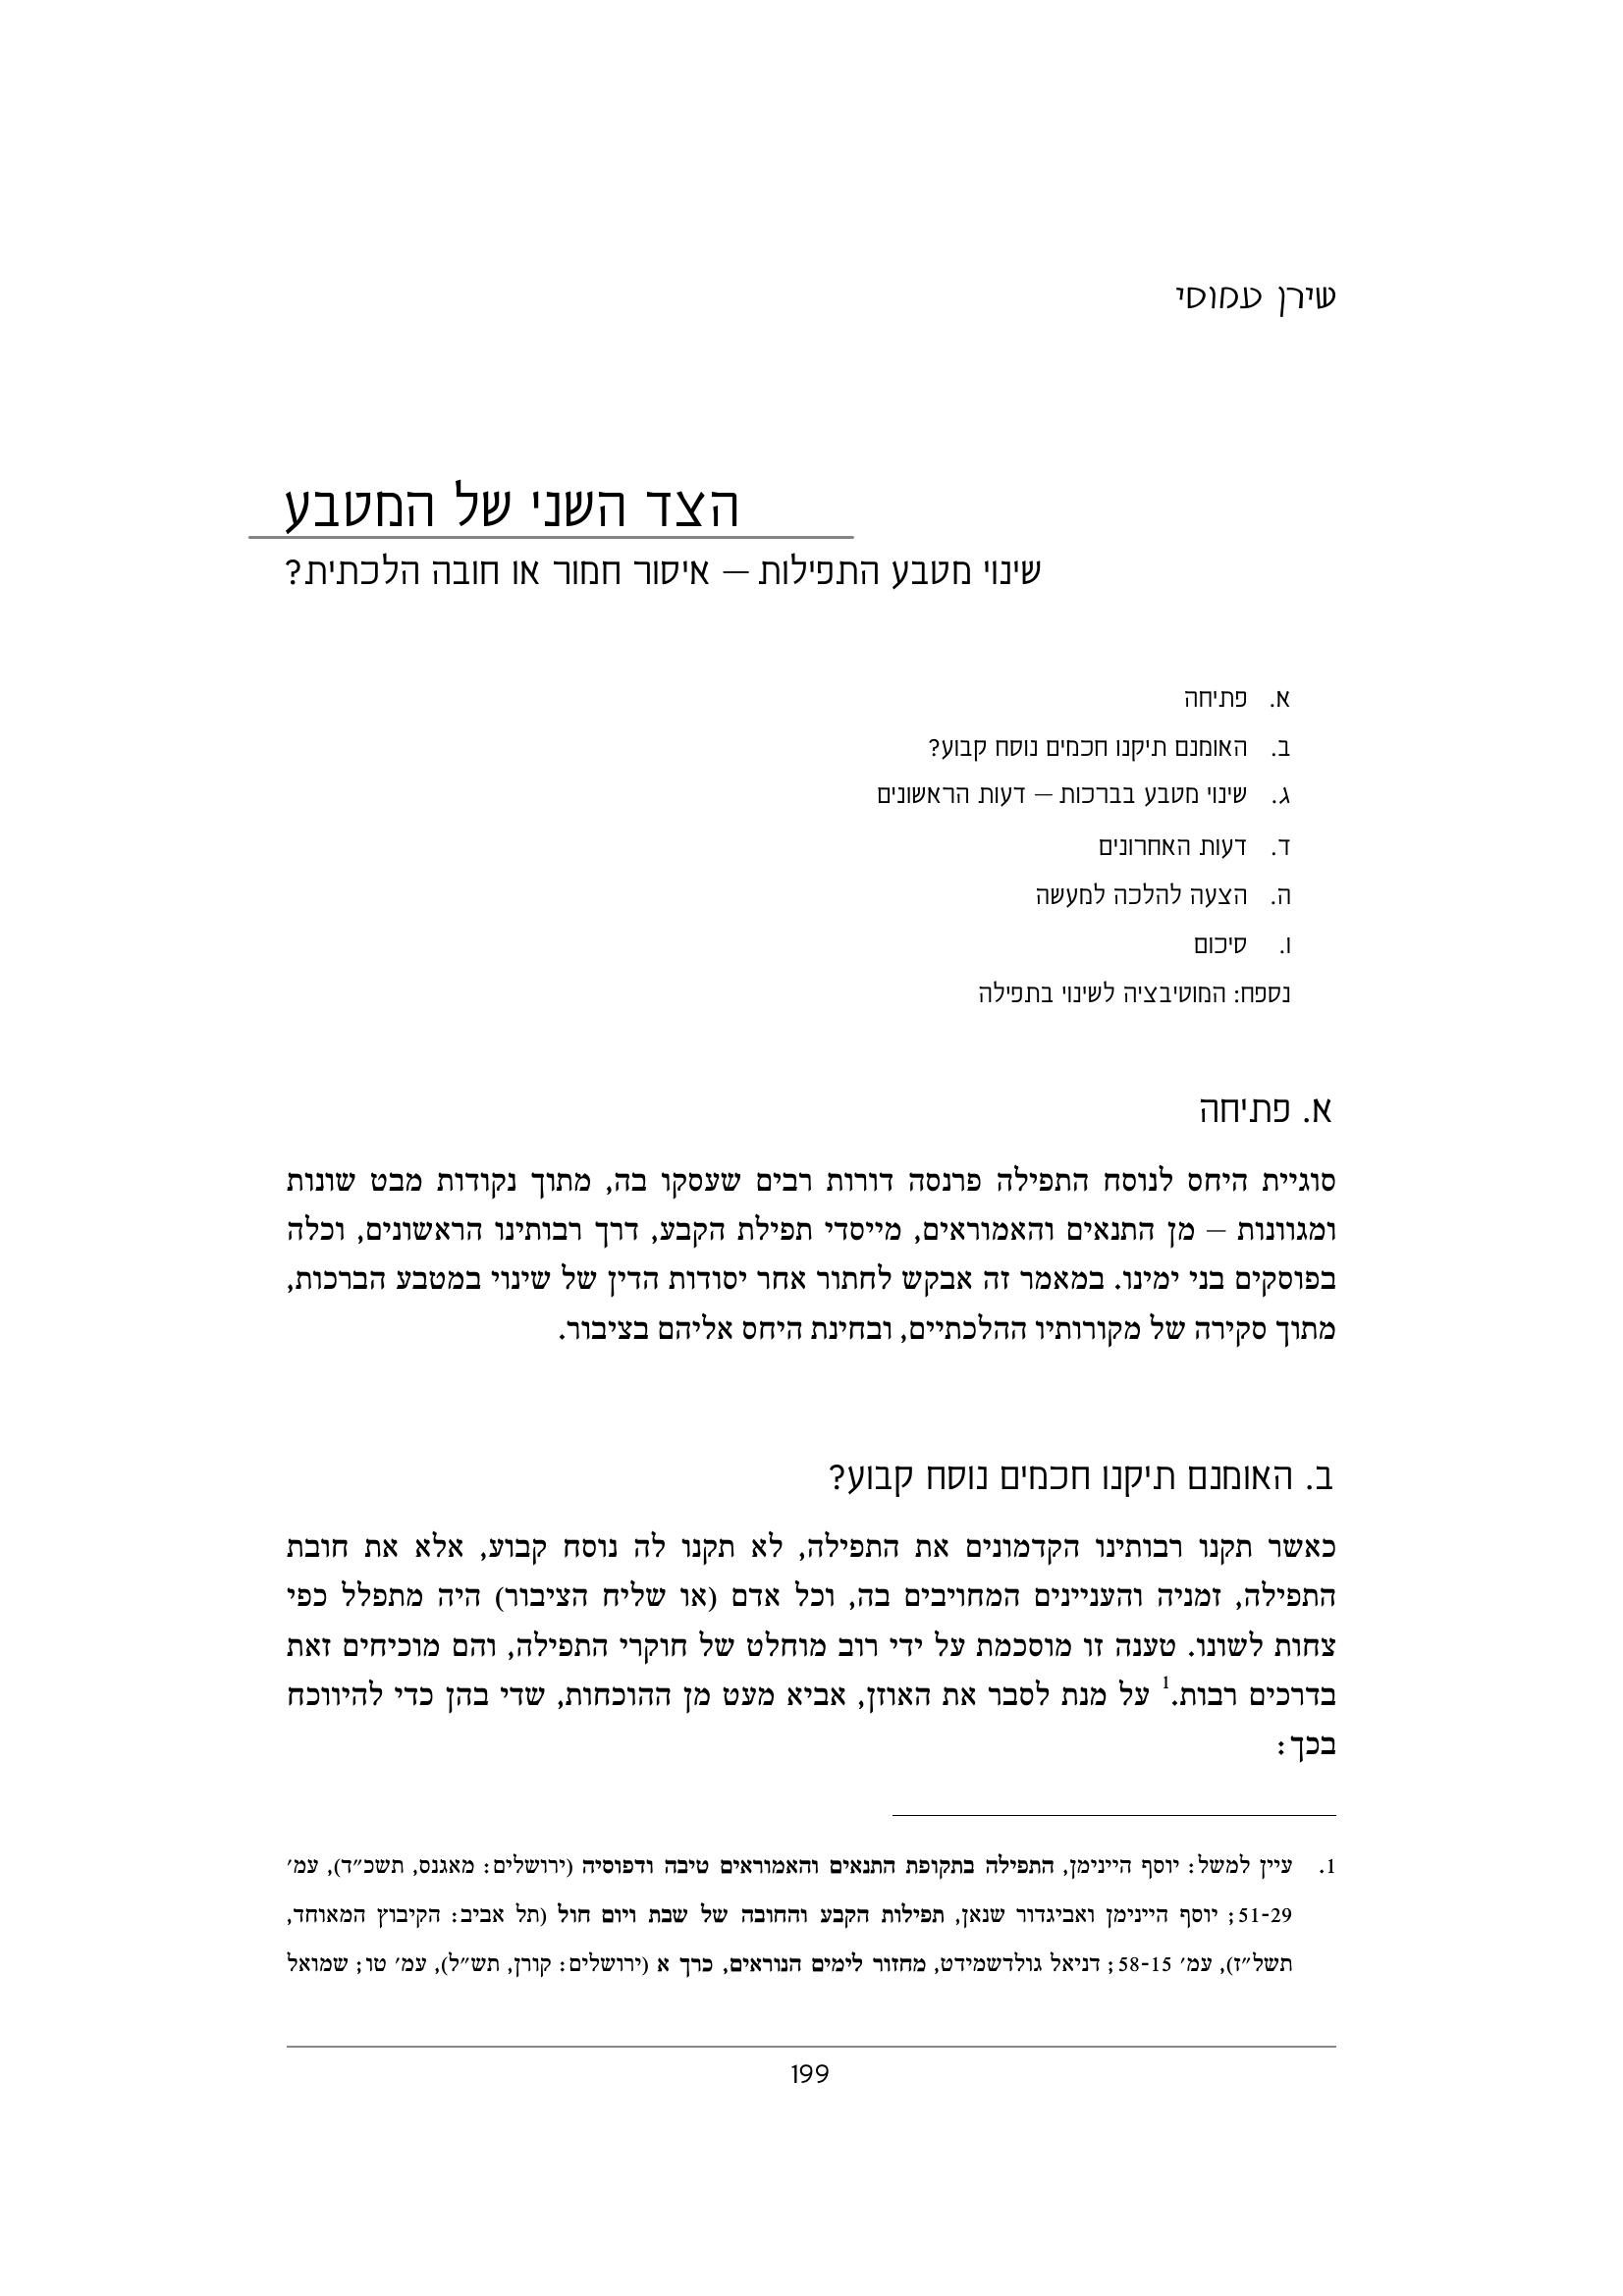 שירן עמוסי
הצד השני של המטבע
שינוי מטבע התפילות – איסור חמור או חובה הלכתית?
א. פתיחה
ב. האומנם תיקנו חכמים נוסח קבוע?
ג. שינוי מטבע בברכות – דעות הראשונים
ד. דעות האחרונים
ה. הצעה להלכה למעשה
ו. סיכום
נספח: המוטיבציה לשינוי בתפילה
א. פתיחה
סוגיית היחס לנוסח התפילה פרנסה דורות רבים שעסקו בה, מתוך נקודות מבט שונות
ומגוונות – מן התנאים והאמוראים, מייסדי תפילת הקבע, דרך רבותינו הראשונים, וכלה
בפוסקים בני ימינו. במאמר זה אבקש לחתור אחר יסודות הדין של שינוי במטבע הברכות,
מתוך סקירה של מקורותיו ההלכתיים, ובחינת היחס אליהם בציבור.
ב. האומנם תיקנו חכמים נוסח קבוע?
כאשר תקנו רבותינו הקדמונים את התפילה, לא תקנו לה נוסח קבוע, אלא את חובת
התפילה, זמניה והעניינים המחויבים בה, וכל אדם (או שליח הציבור) היה מתפלל כפי
צחות לשונו. טענה זו מוסכמת על ידי רוב מוחלט של חוקרי התפילה, והם מוכיחים זאת
בדרכים רבות.1 על מנת לסבר את האוזן, אביא מעט מן ההוכחות, שדי בהן כדי להיווכח
בכך:
1. עיין למשל: יוסף היינימן, התפילה בתקופת התנאים והאמוראים טיבה ודפוסיה (ירושלים: מאגנס, תשכ״ד), עמ׳
51-29; יוסף היינימן ואביגדור שנאן, תפילות הקבע והחובה של שבת ויום חול (תל אביב: הקיבוץ המאוחד,
תשל״ז), עמ׳ 58-15; דניאל גולדשמידט, מחזור לימים הנוראים, כרך א (ירושלים: קורן, תש״ל), עמ׳ טו; שמואל
199